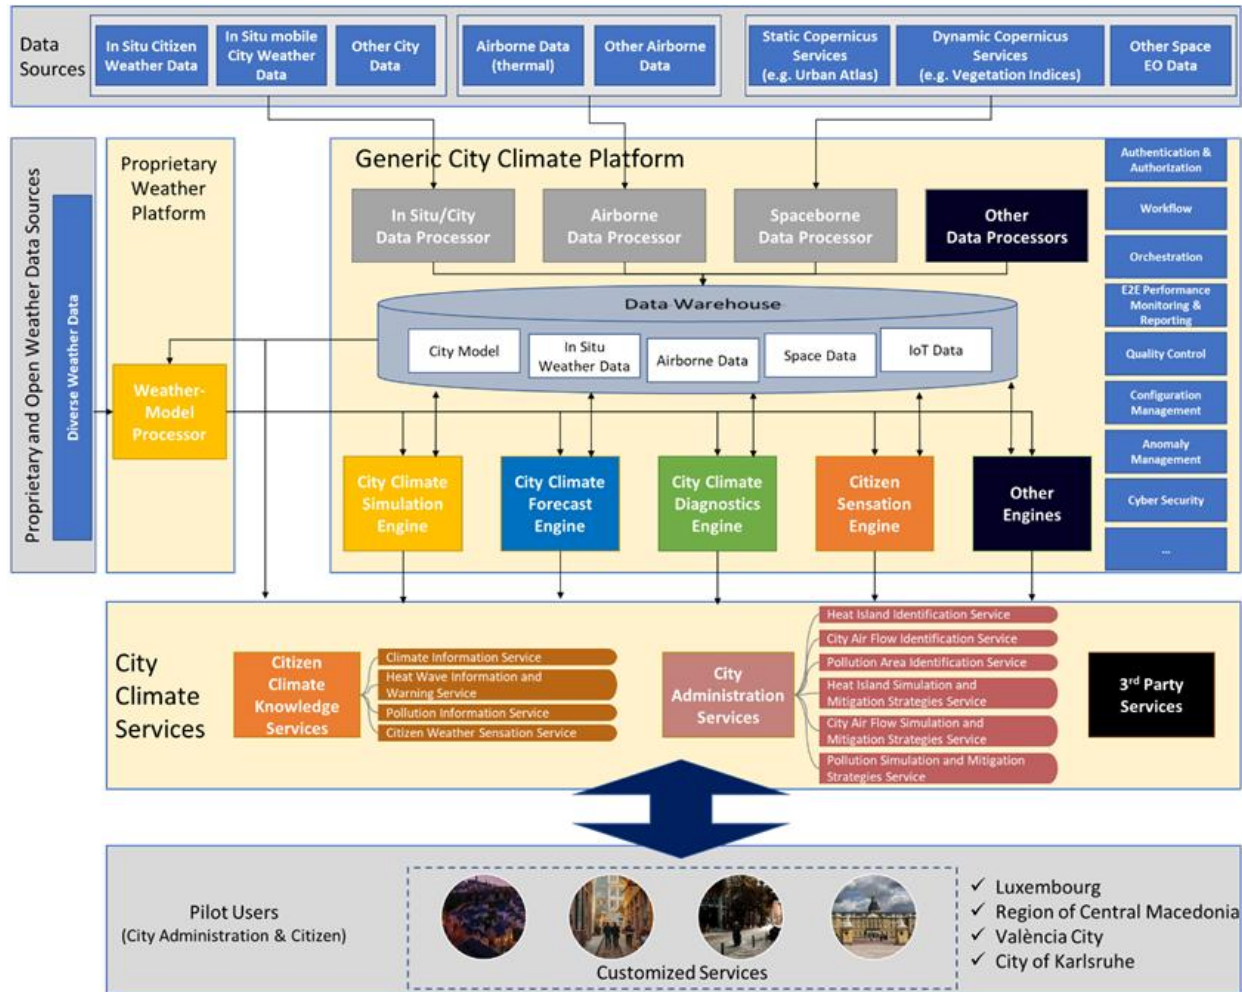 Data
Sources
In Situ Citizen
Weather Data
In Situ mobile
City Weather
Data
Other City
Data
Airborne Data
(thermal)
Other Airborne
Data
Static Copernicus
Services
(e.g. Urban Atlas)
Dynamic Copernicus
Services
(e.g. Vegetation Indices)
Other Space
EO Data
Proprietary and Open Weather Data Sources
Diverse Weather Data
Proprietary
Weather
Platform
Weather-
Model
Processor
Generic City Climate Platform
In Situ/City
Data Processor
Airborne
Data Processor
Spaceborne
Data Processor
Other
Data Processors
Data Warehouse
City Model
In Situ
Weather Data
Airborne Data
Space Data
IoT Data
City Climate
Simulation
Engine
City Climate
Forecast
Engine
City Climate
Diagnostics
Engine
Citizen
Sensation
Engine
Other
Engines
Authentication &
Authorization
Workflow
Orchestration
E2E Performance
Monitoring &
Reporting
Quality Control
Configuration
Management
Anomaly
Management
Cyber Security
...
City
Climate
Services
Citizen
Climate
Knowledge
Services
Climate Information Service
Heat Wave Information and
Warning Service
Pollution Information Service
Citizen Weather Sensation Service
City
Administration
Services
Heat Island Identification Service
City Air Flow Identification Service
Pollution Area Identification Service
Heat Island Simulation and
Mitigation Strategies Service
City Air Flow Simulation and
Mitigation Strategies Service
Pollution Simulation and Mitigation
Strategies Service
3rd Party
Services
Pilot Users
(City Administration & Citizen)
Customized Services
✓ Luxembourg
✓ Region of Central Macedonia
✓ València City
✓ City of Karlsruhe